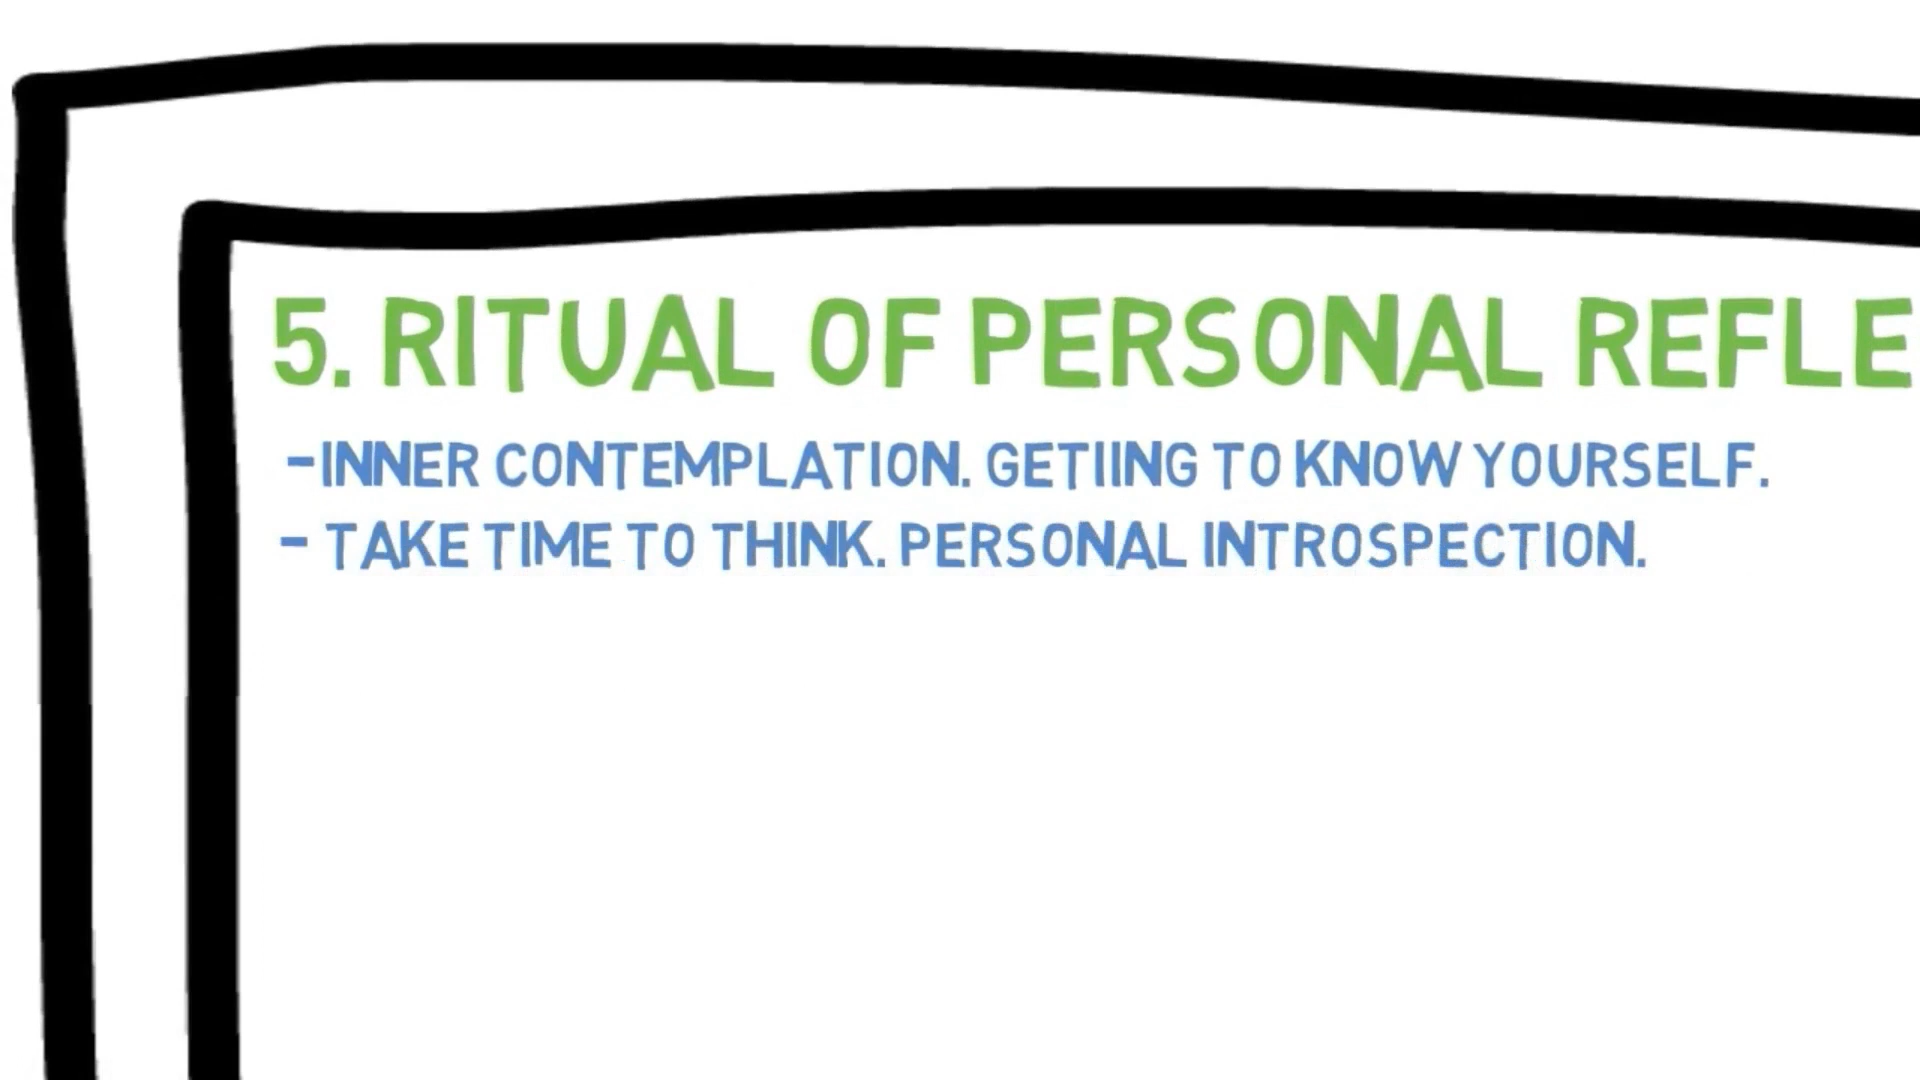 5. RITUAL OF PERSONAL REFLE
-INNER CONTEMPLATION. GETIING TO KNOW YOURSELF.
- TAKE TIME TO THINK. PERSONAL INTROSPECTION.